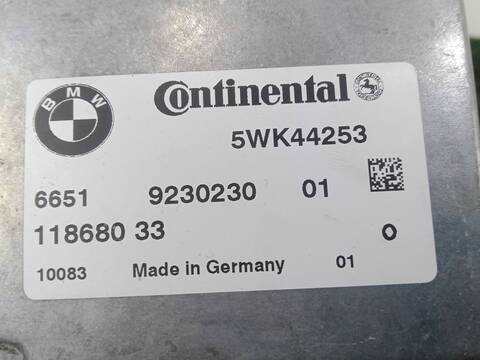 BMW
Continental
5WK44253
6651 9230230 01
118680 33 0
10083 Made in Germany 01